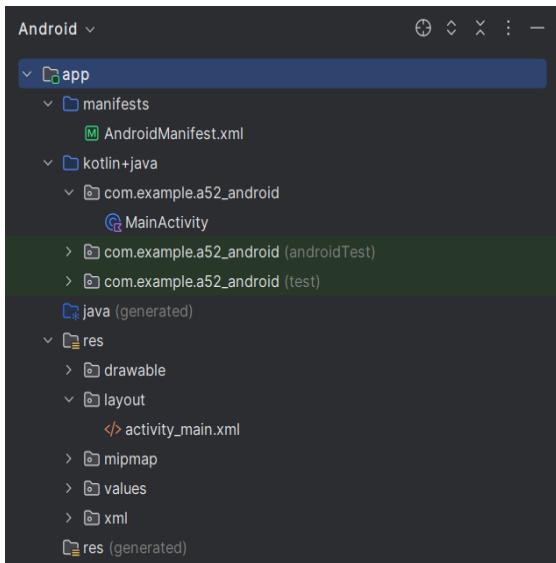 Android
app
manifests
AndroidManifest.xml
kotlin+java
com.example.a52_android
MainActivity
com.example.a52_android (androidTest)
com.example.a52_android (test)
java (generated)
res
drawable
layout
activity_main.xml
mipmap
values
xml
res (generated)